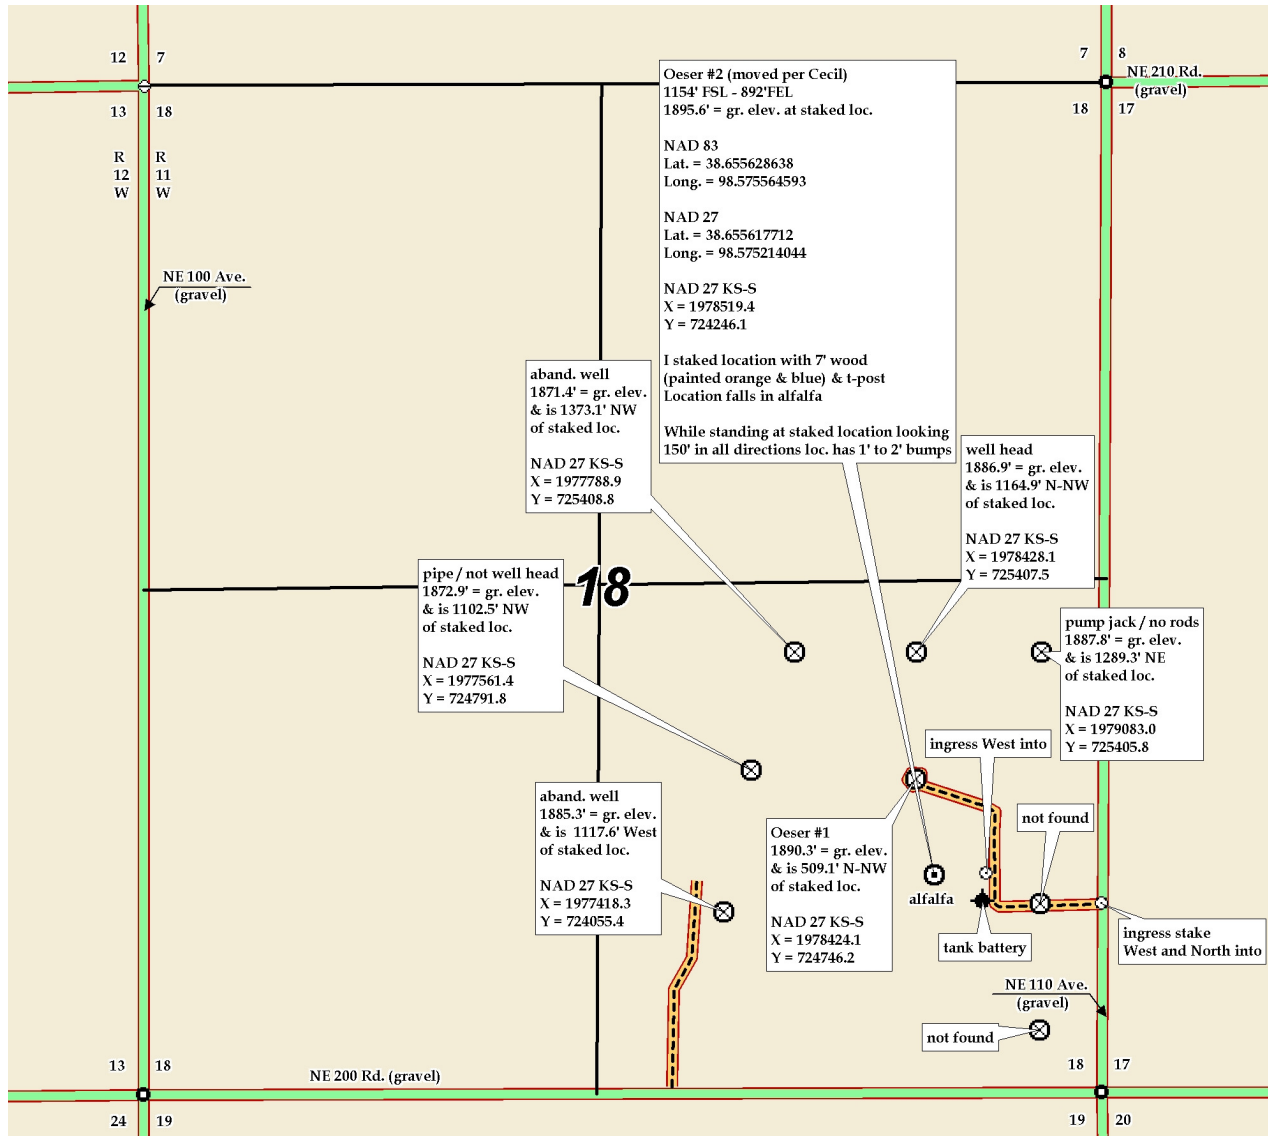 12 7
7 8
13 18
18 17
NE 210 Rd.
(gravel)
R R
12 11
W W
Oeser #2 (moved per Cecil)
1154' FSL - 892'FEL
1895.6' = gr. elev. at staked loc.
NAD 83
Lat. = 38.655628638
Long. = 98.575564593
NAD 27
Lat. = 38.655617712
Long. = 98.575214044
NAD 27 KS-S
X = 1978519.4
Y = 724246.1
I staked location with 7' wood
(painted orange & blue) & t-post
Location falls in alfalfa
While standing at staked location looking
150' in all directions loc. has 1' to 2' bumps
NE 100 Ave.
(gravel)
aband. well
1871.4' = gr. elev.
& is 1373.1' NW
of staked loc.
NAD 27 KS-S
X = 1977788.9
Y = 725408.8
well head
1886.9' = gr. elev.
& is 1164.9' N-NW
of staked loc.
NAD 27 KS-S
X = 1978428.1
Y = 725407.5
18
pipe / not well head
1872.9' = gr. elev.
& is 1102.5' NW
of staked loc.
NAD 27 KS-S
X = 1977561.4
Y = 724791.8
pump jack / no rods
1887.8' = gr. elev.
& is 1289.3' NE
of staked loc.
NAD 27 KS-S
X = 1979083.0
Y = 725405.8
ingress West into
aband. well
1885.3' = gr. elev.
& is 1117.6' West
of staked loc.
NAD 27 KS-S
X = 1977418.3
Y = 724055.4
Oeser #1
1890.3' = gr. elev.
& is 509.1' N-NW
of staked loc.
NAD 27 KS-S
X = 1978424.1
Y = 724746.2
not found
alfalfa
tank battery
ingress stake
West and North into
NE 110 Ave.
(gravel)
not found
13 18
18 17
NE 200 Rd. (gravel)
24 19
19 20